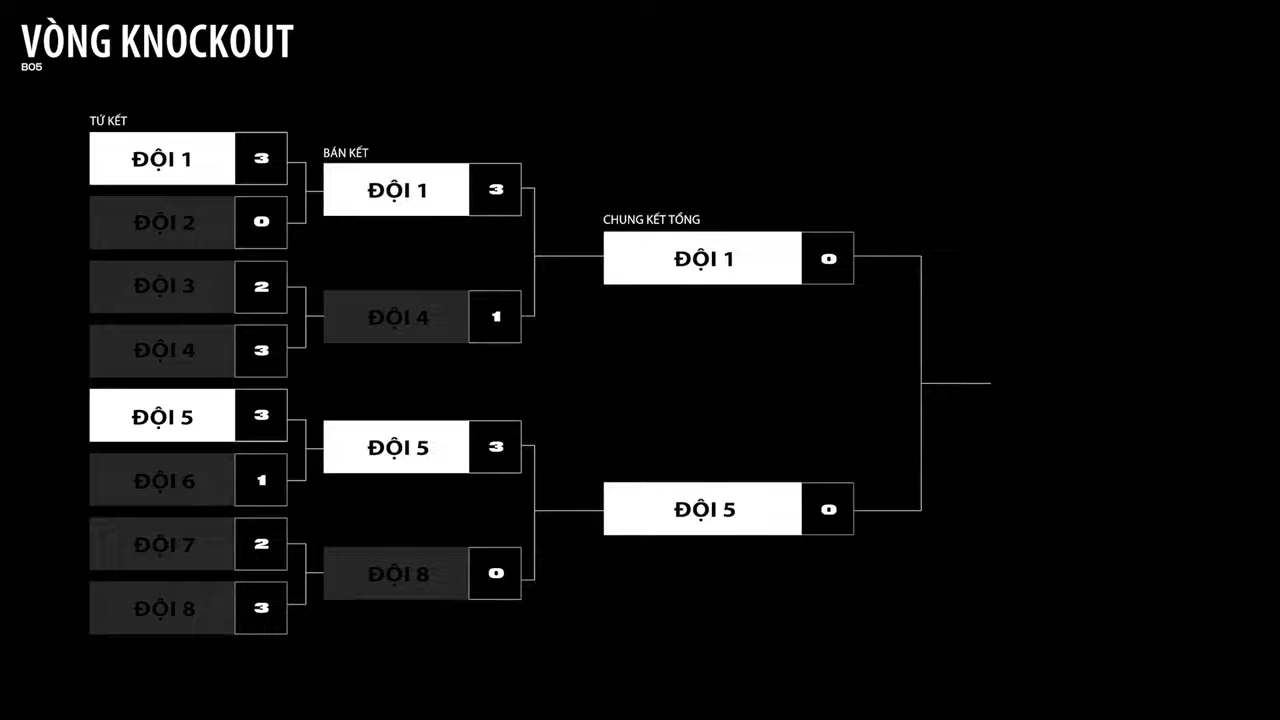 VÒNG KNOCKOUT
BO5
TỨ KẾT
ĐỘI 1 3
ĐỘI 2 0
ĐỘI 3 2
ĐỘI 4 3
ĐỘI 5 3
ĐỘI 6 1
ĐỘI 7 2
ĐỘI 8 3
BÁN KẾT
ĐỘI 1 3
ĐỘI 4 1
ĐỘI 5 3
ĐỘI 8 0
CHUNG KẾT TỔNG
ĐỘI 1 0
ĐỘI 5 0